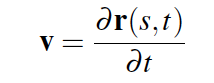 v = ∂r(s,t) / ∂t